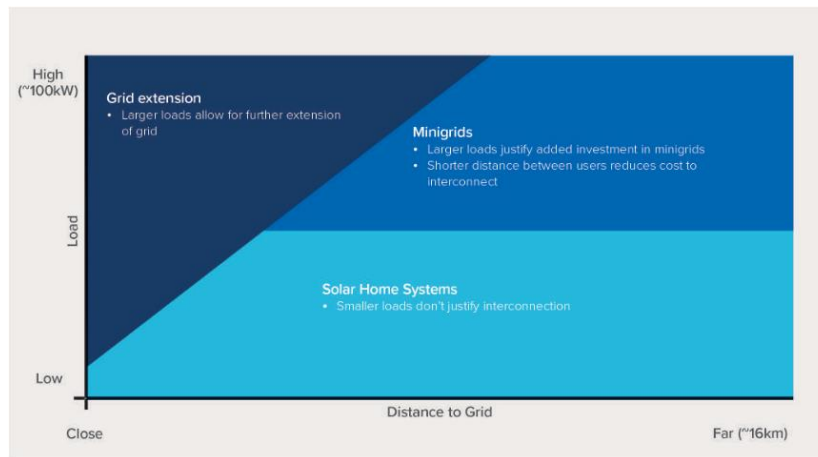 High
(~100kW)
Grid extension
• Larger loads allow for further extension
of grid
Minigrids
• Larger loads justify added investment in minigrids
• Shorter distance between users reduces cost to
interconnect
Load
Solar Home Systems
• Smaller loads don't justify interconnection
Low
Distance to Grid
Close
Far (~16km)